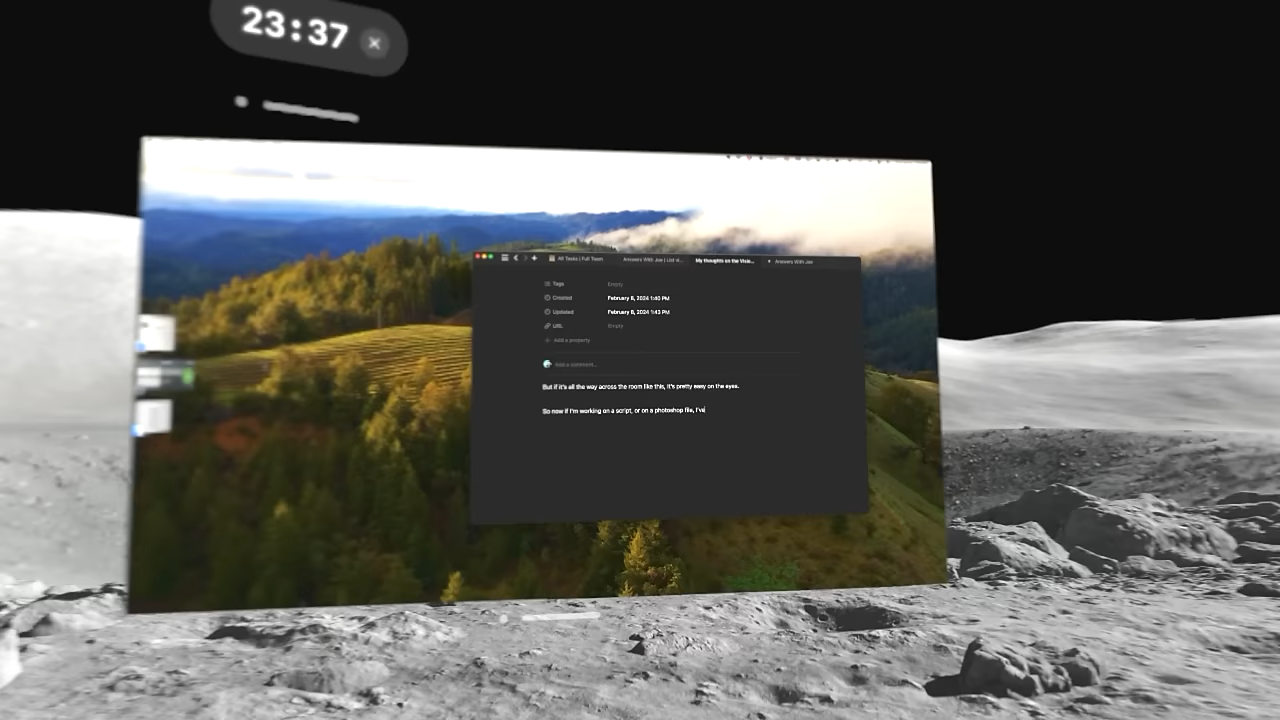 23:37
All Tasks | Full Team
Answers With Joe | List V...
My thoughts on the Visio...
Answers With Joe
Tags Empty
Created February 8, 2024 1:40 PM
Updated February 8, 2024 1:43 PM
URL Empty
Add a property
Add a comment...
But if it's all the way across the room like this, it's pretty easy on the eyes.
So now if I'm working on a script, or on a photoshop file, I've